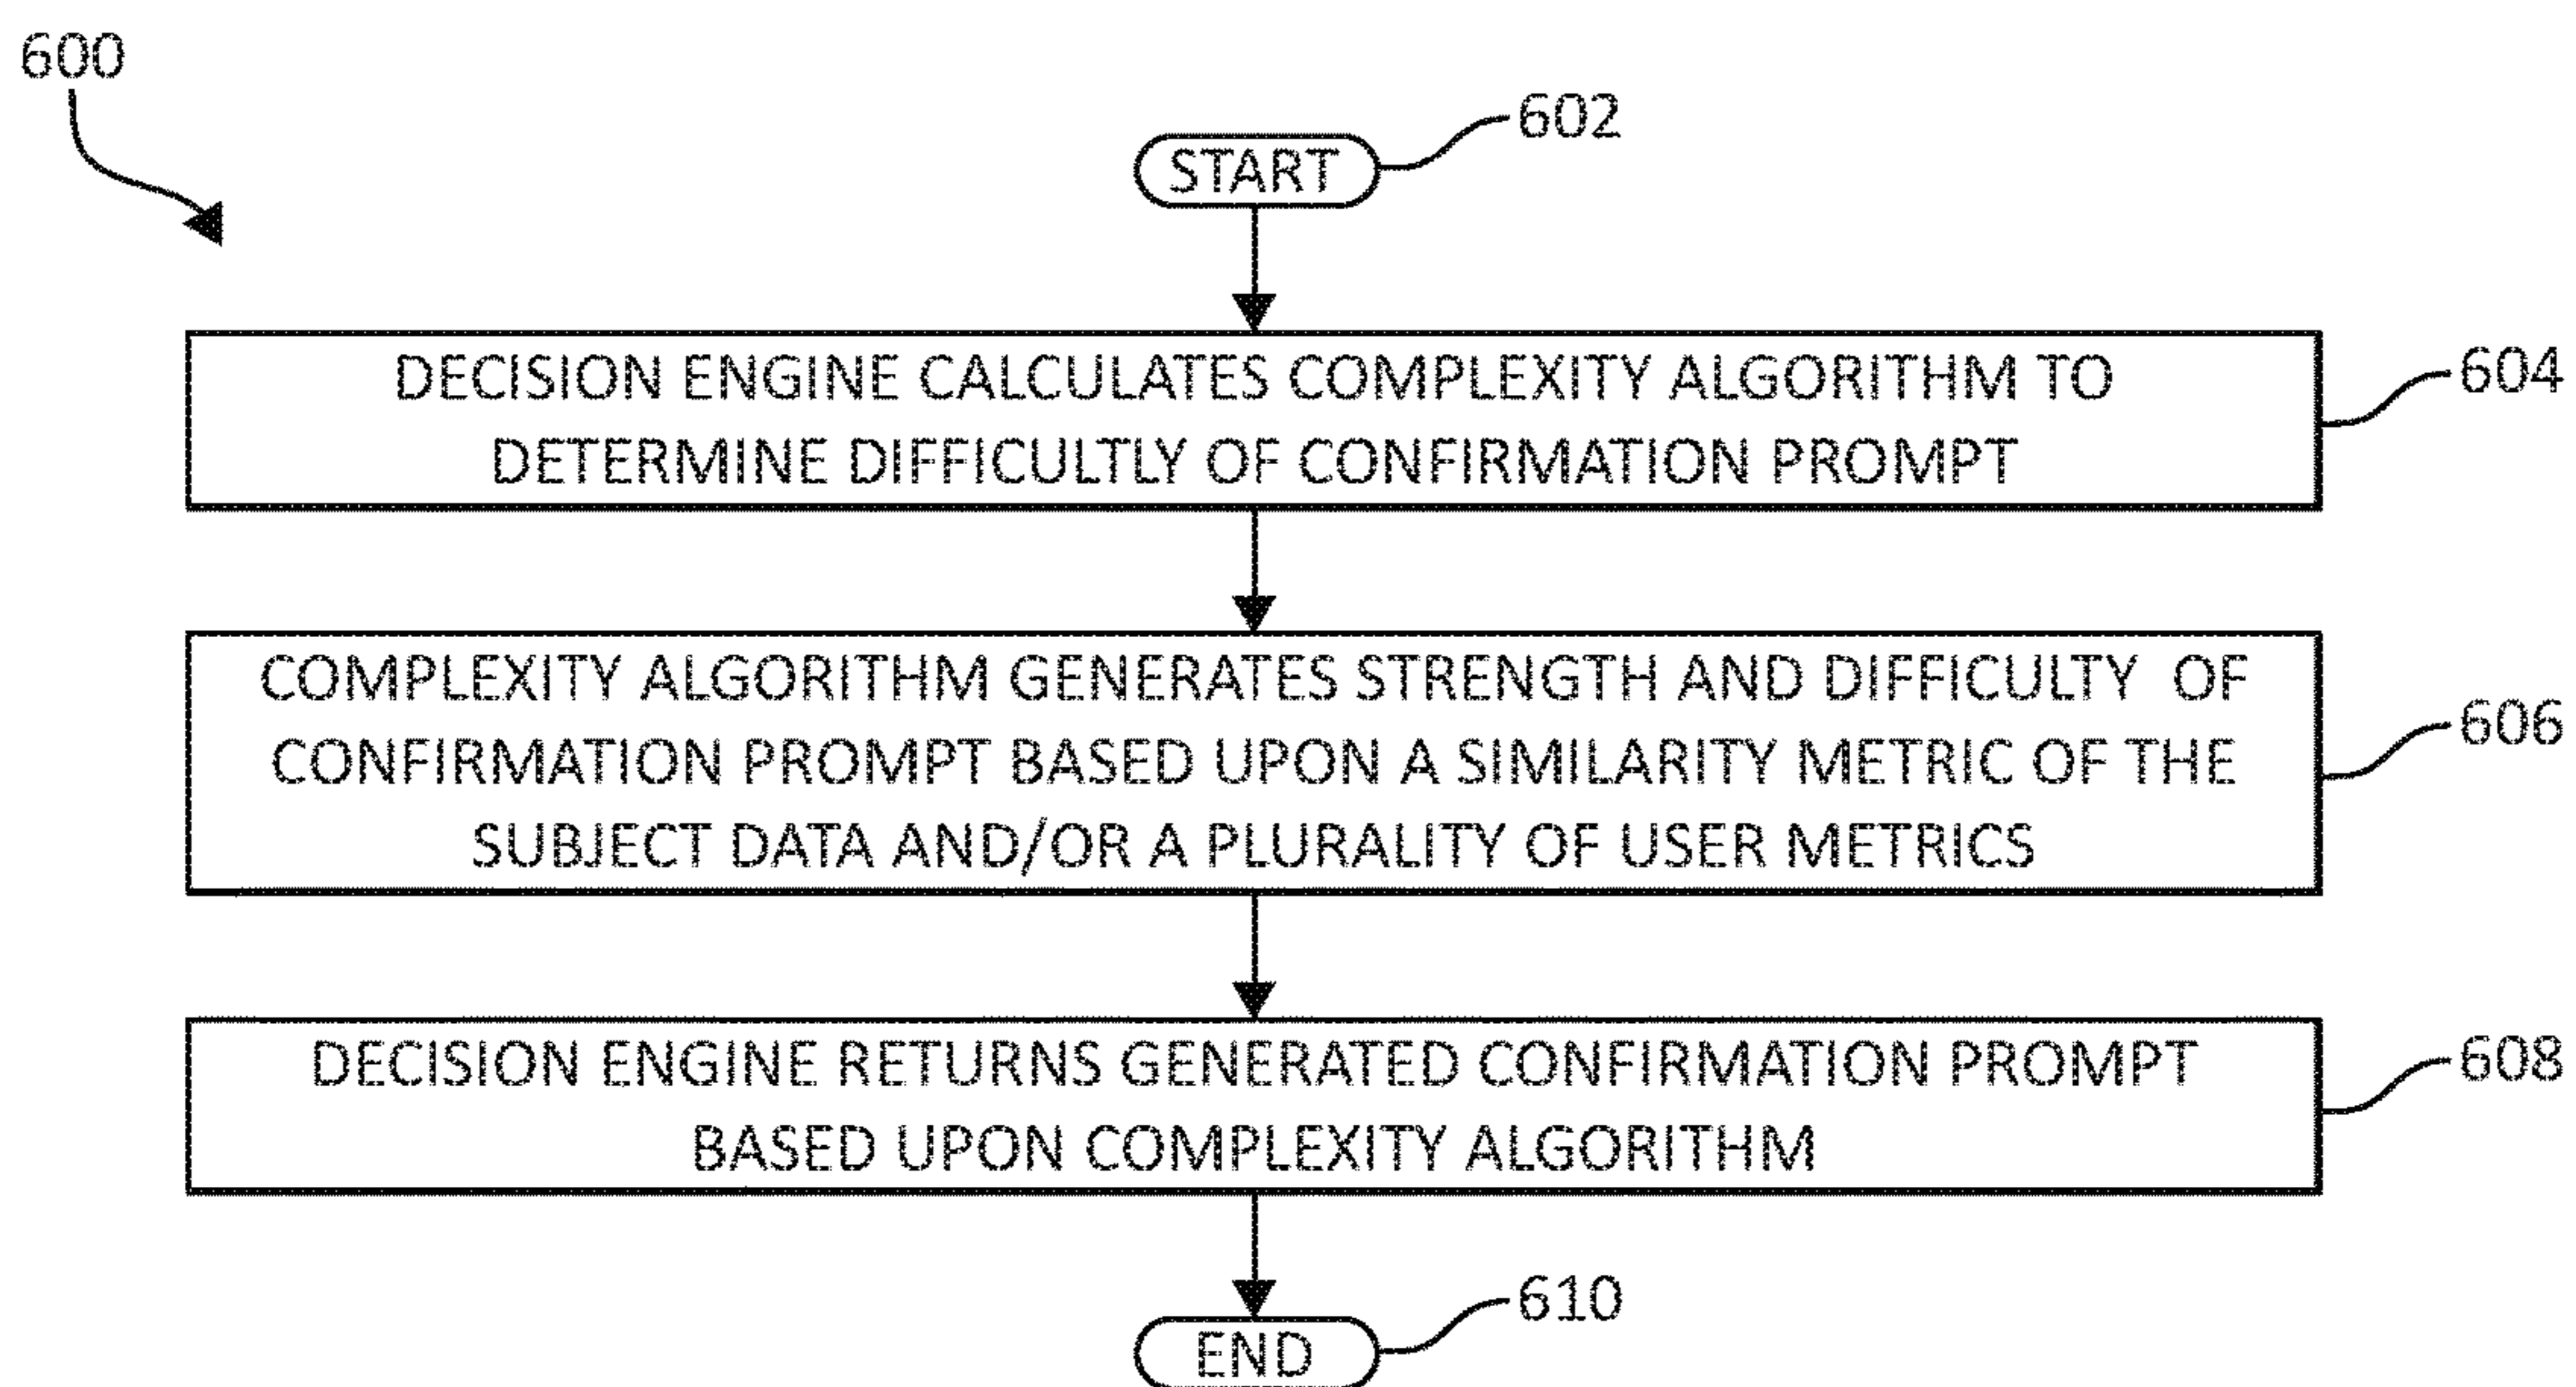 600
START
602
DECISION ENGINE CALCULATES COMPLEXITY ALGORITHM TO
DETERMINE DIFFICULTLY OF CONFIRMATION PROMPT
604
COMPLEXITY ALGORITHM GENERATES STRENGTH AND DIFFICULTY OF
CONFIRMATION PROMPT BASED UPON A SIMILARITY METRIC OF THE
SUBJECT DATA AND/OR A PLURALITY OF USER METRICS
606
DECISION ENGINE RETURNS GENERATED CONFIRMATION PROMPT
BASED UPON COMPLEXITY ALGORITHM
608
END
610